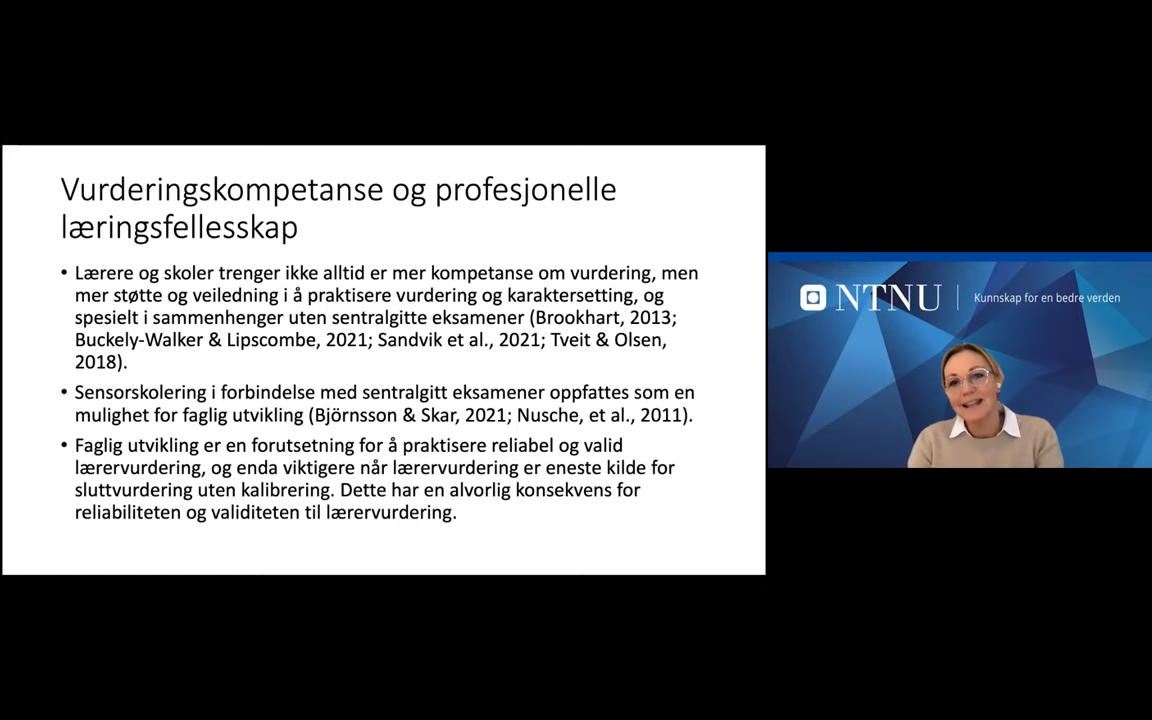 Vurderingskompetanse og profesjonelle
læringsfellesskap
• Lærere og skoler trenger ikke alltid er mer kompetanse om vurdering, men
mer støtte og veiledning i å praktisere vurdering og karaktersetting, og
spesielt i sammenhenger uten sentralgitte eksamener (Brookhart, 2013;
Buckely-Walker & Lipscombe, 2021; Sandvik et al., 2021; Tveit & Olsen,
2018).
• Sensorskolering i forbindelse med sentralgitt eksamener oppfattes som en
mulighet for faglig utvikling (Björnsson & Skar, 2021; Nusche, et al., 2011).
• Faglig utvikling er en forutsetning for å praktisere reliabel og valid
lærervurdering, og enda viktigere når lærervurdering er eneste kilde for
sluttvurdering uten kalibrering. Dette har en alvorlig konsekvens for
reliabiliteten og validiteten til lærervurdering.
NTNU
Kunnskap for en bedre verden